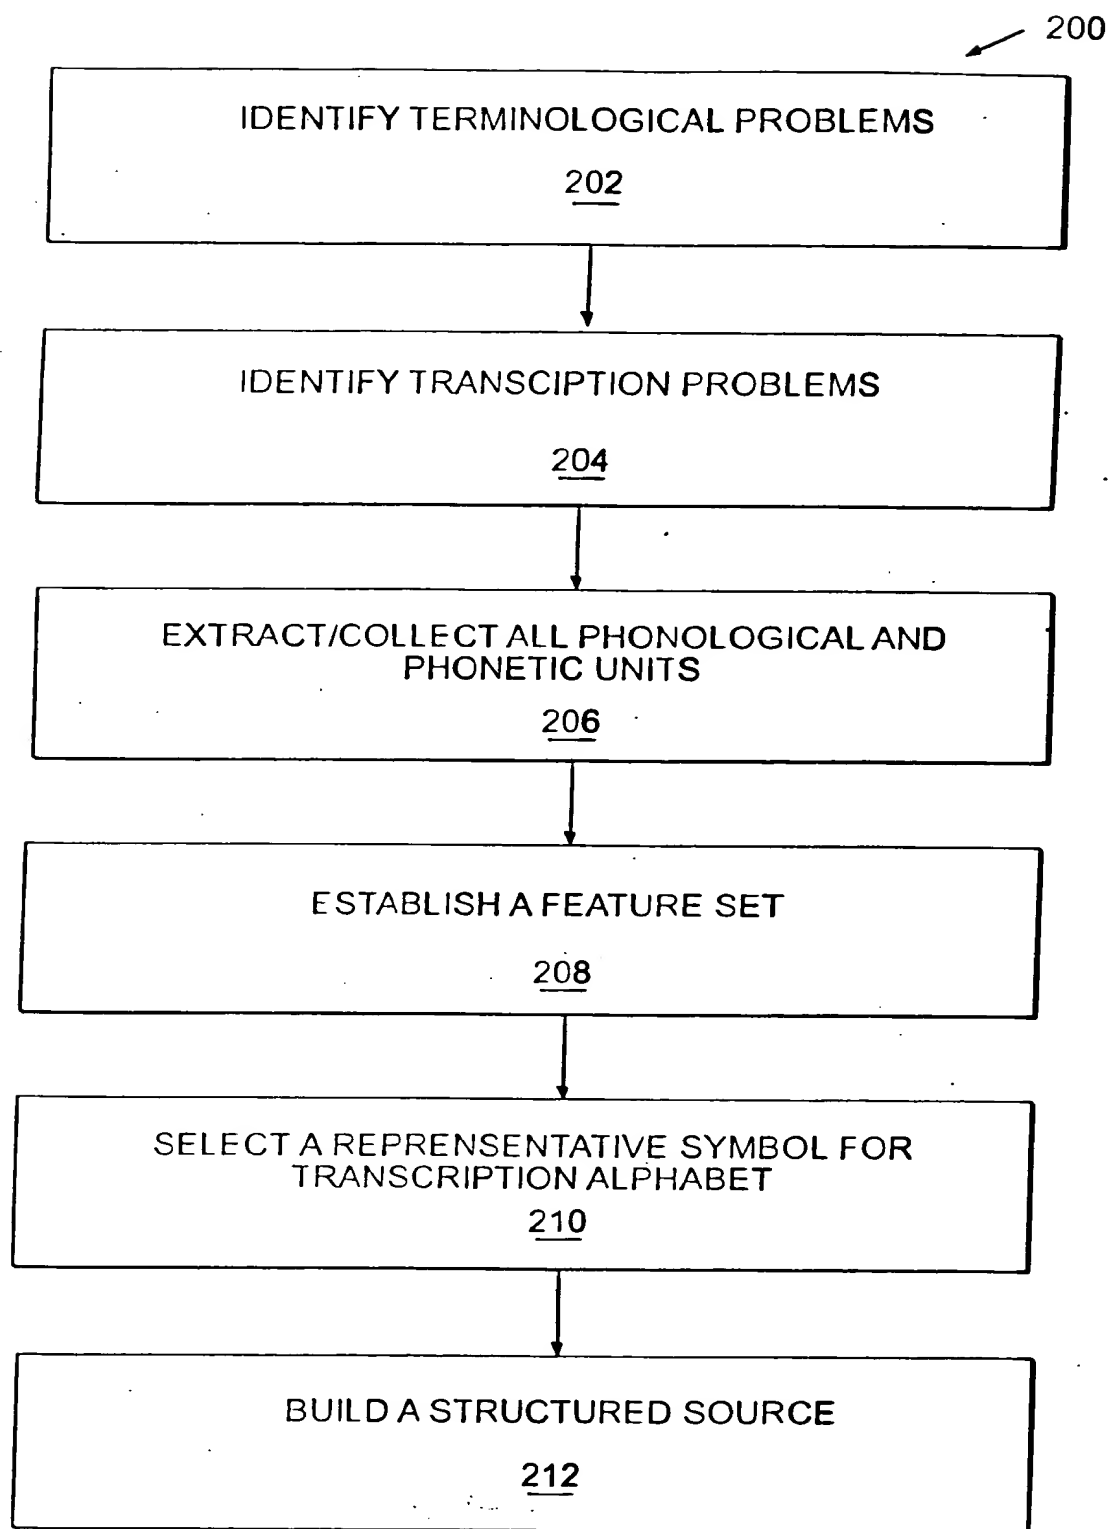 200
IDENTIFY TERMINOLOGICAL PROBLEMS
202
IDENTIFY TRANSCIPTION PROBLEMS
204
EXTRACT/COLLECT ALL PHONOLOGICAL AND
PHONETIC UNITS
206
ESTABLISH A FEATURE SET
208
SELECT A REPRENSENTATIVE SYMBOL FOR
TRANSCRIPTION ALPHABET
210
BUILD A STRUCTURED SOURCE
212